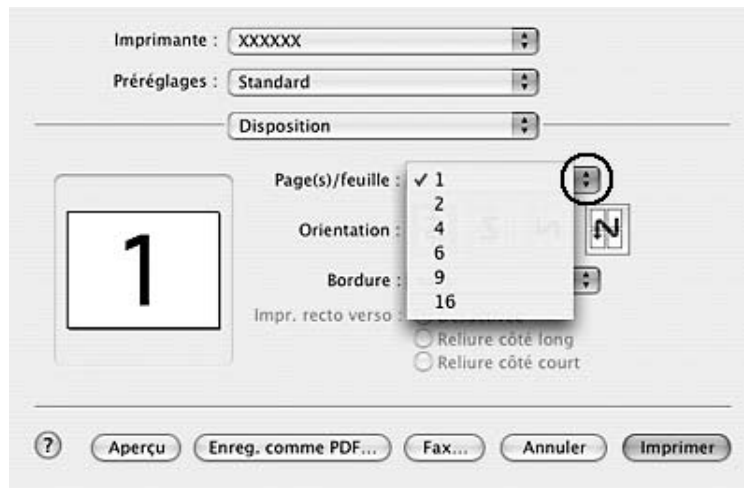 Imprimante : XXXXXX
Préréglages : Standard
Disposition
1
Page(s)/feuille : ✓ 1
2
4
6
9
16
Orientation :
Bordure :
Impr. recto verso :
Reliure côté long
Reliure côté court
? Aperçu Enreg. comme PDF... Fax... Annuler Imprimer